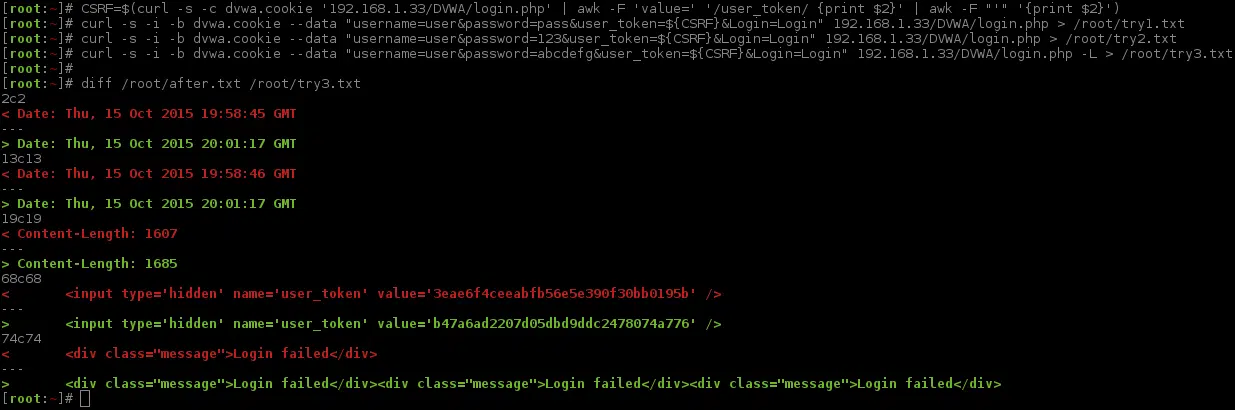 [root:~]# CSRF=$(curl -s -c dvwa.cookie '192.168.1.33/DVWA/login.php' | awk -F 'value=' '/user_token/ {print $2}' | awk -F "'" '{print $2}')
[root:~]# curl -s -i -b dvwa.cookie --data "username=user&password=pass&user_token=${CSRF}&Login=Login" 192.168.1.33/DVWA/login.php > /root/try1.txt
[root:~]# curl -s -i -b dvwa.cookie --data "username=user&password=123&user_token=${CSRF}&Login=Login" 192.168.1.33/DVWA/login.php > /root/try2.txt
[root:~]# curl -s -i -b dvwa.cookie --data "username=user&password=abcdefg&user_token=${CSRF}&Login=Login" 192.168.1.33/DVWA/login.php -L > /root/try3.txt
[root:~]#
[root:~]# diff /root/after.txt /root/try3.txt
2c2
< Date: Thu, 15 Oct 2015 19:58:45 GMT
---
> Date: Thu, 15 Oct 2015 20:01:17 GMT
13c13
< Date: Thu, 15 Oct 2015 19:58:46 GMT
---
> Date: Thu, 15 Oct 2015 20:01:17 GMT
19c19
< Content-Length: 1607
---
> Content-Length: 1685
68c68
< <input type='hidden' name='user_token' value='3eae6f4ceeabfb56e5e390f30bb0195b' />
---
> <input type='hidden' name='user_token' value='b47a6ad2207d05dbd9ddc2478074a776' />
74c74
< <div class="message">Login failed</div>
---
> <div class="message">Login failed</div><div class="message">Login failed</div><div class="message">Login failed</div>
[root:~]#